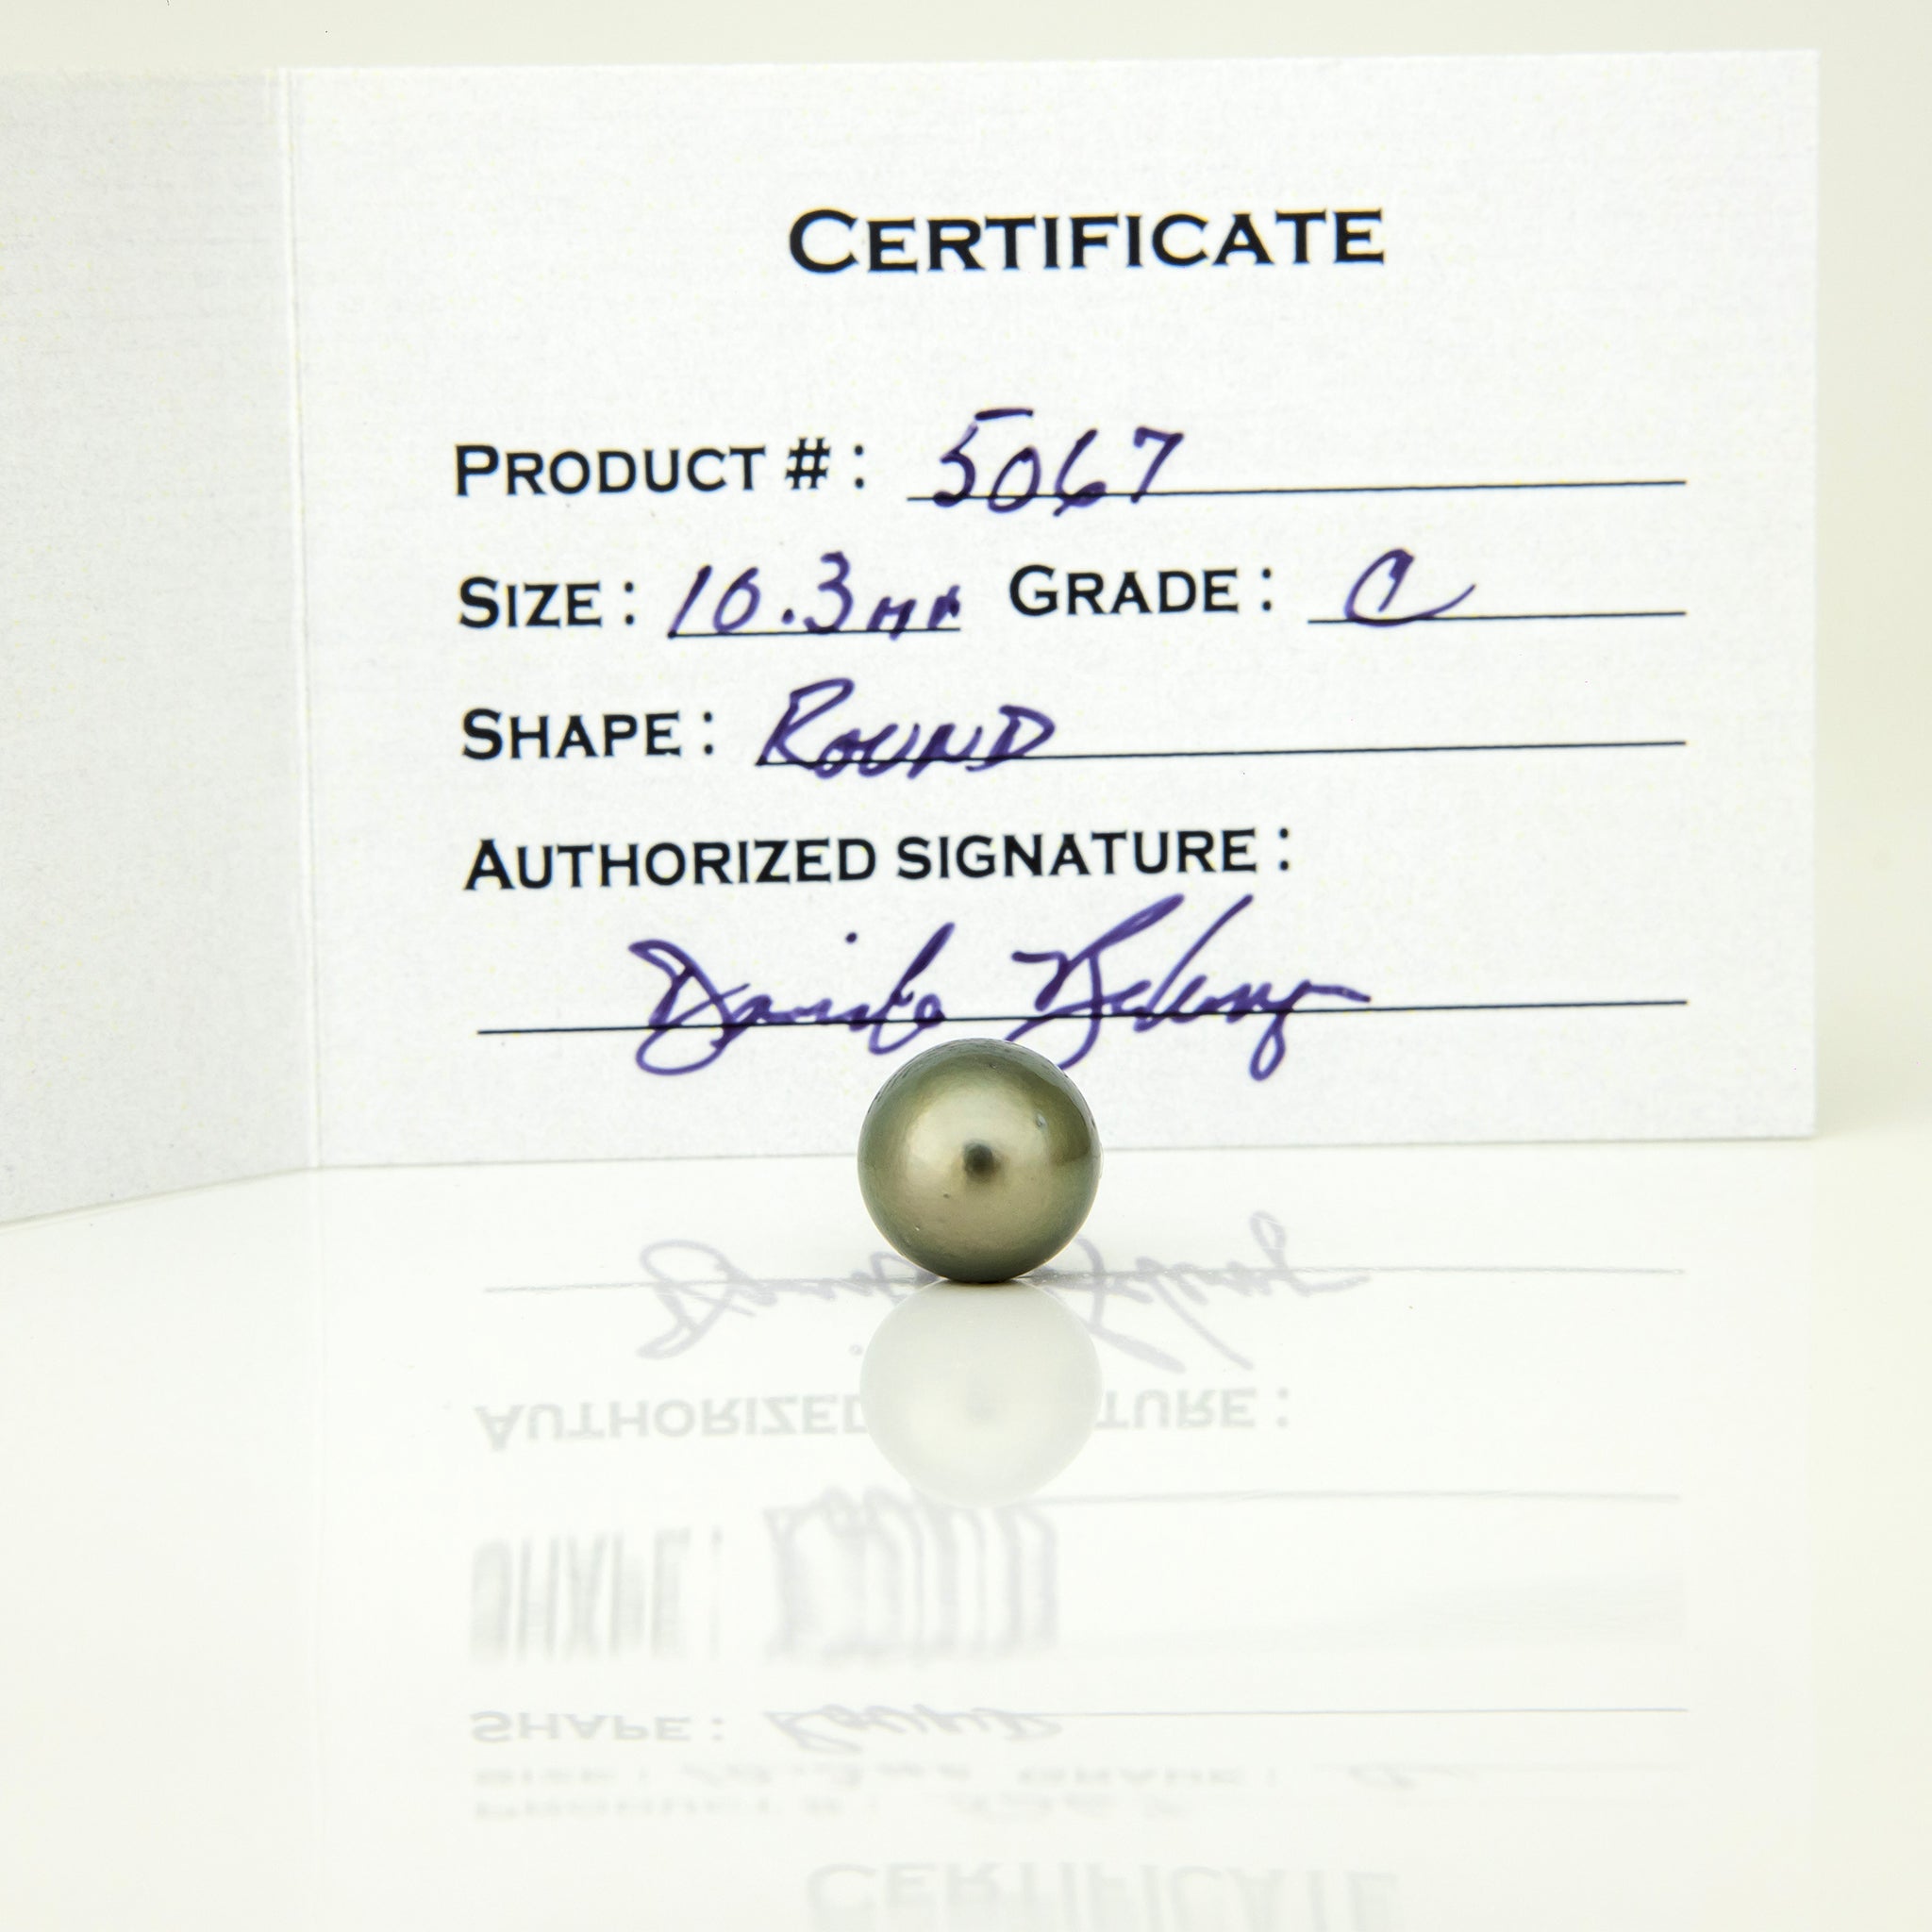 CERTIFICATE
PRODUCT #: 5067
SIZE: 10.3mm GRADE: C
SHAPE: ROUND
AUTHORIZED SIGNATURE: